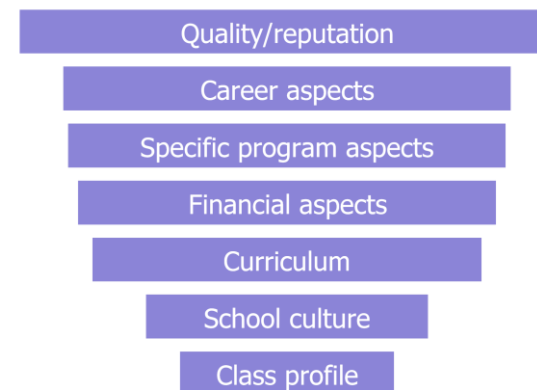 Quality/reputation
Career aspects
Specific program aspects
Financial aspects
Curriculum
School culture
Class profile